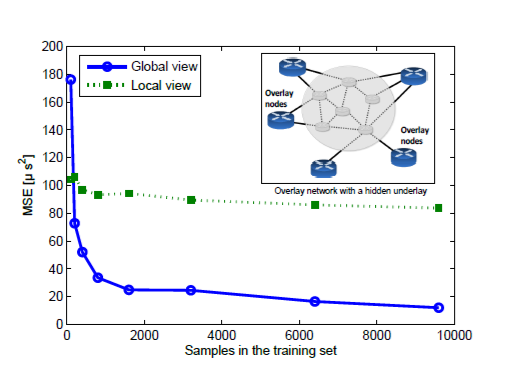 200
180
160
140
120
100
80
60
40
20
0
MSE [μ s²]
Global view
Local view
Overlay
nodes
Overlay
nodes
Overlay network with a hidden underlay
0
2000
4000
6000
8000
10000
Samples in the training set